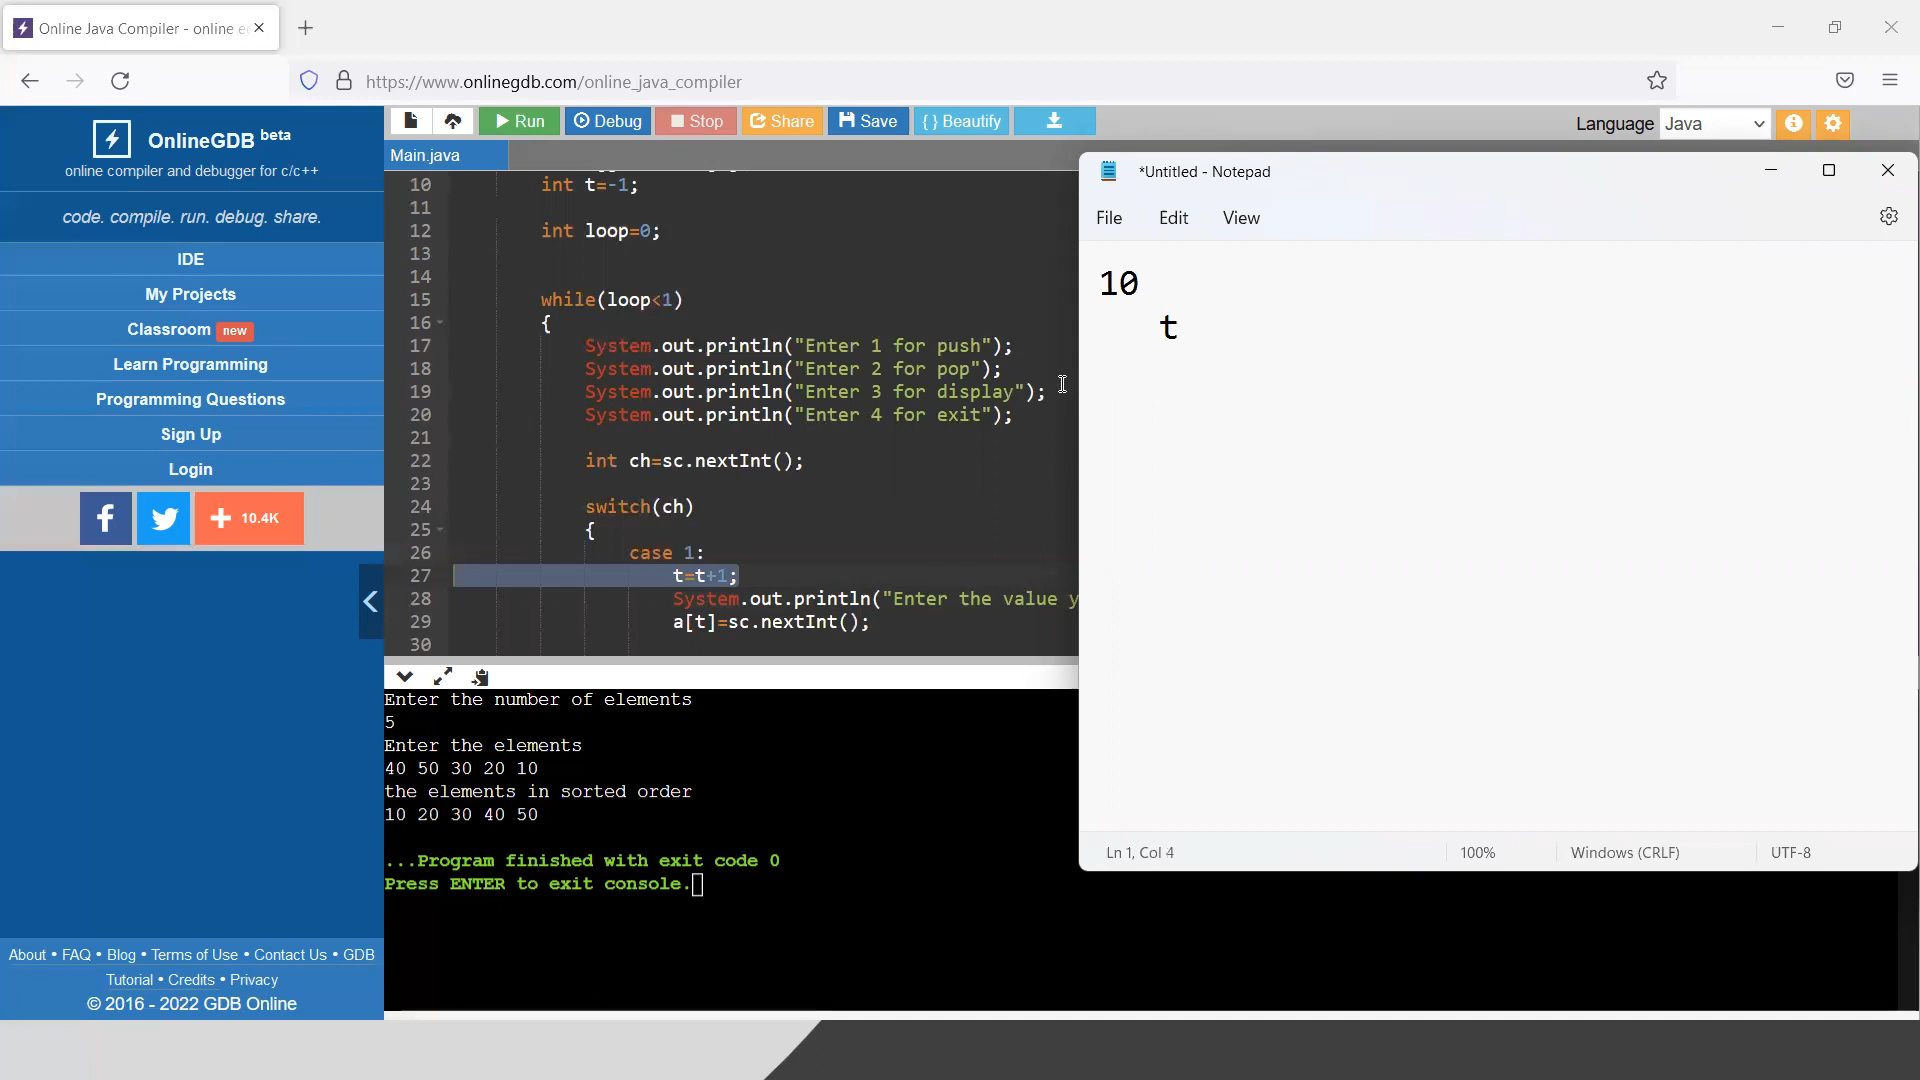 Online Java Compiler - online e
https://www.onlinegdb.com/online_java_compiler
OnlineGDB beta
online compiler and debugger for c/c++
code. compile. run. debug. share.
IDE
My Projects
Classroom new
Learn Programming
Programming Questions
Sign Up
Login
10.4K
About • FAQ • Blog • Terms of Use • Contact Us • GDB
Tutorial • Credits • Privacy
© 2016 - 2022 GDB Online
Run Debug Stop Share Save { } Beautify
Language Java
Main.java
10 int t=-1;
11
12 int loop=0;
13
14
15 while(loop<1)
16 {
17 System.out.println("Enter 1 for push");
18 System.out.println("Enter 2 for pop");
19 System.out.println("Enter 3 for display");
20 System.out.println("Enter 4 for exit");
21
22 int ch=sc.nextInt();
23
24 switch(ch)
25 {
26 case 1:
27 t=t+1;
28 System.out.println("Enter the value y
29 a[t]=sc.nextInt();
30
Enter the number of elements
5
Enter the elements
40 50 30 20 10
the elements in sorted order
10 20 30 40 50
...Program finished with exit code 0
Press ENTER to exit console.
*Untitled - Notepad
File Edit View
10
t
Ln 1, Col 4 100% Windows (CRLF) UTF-8